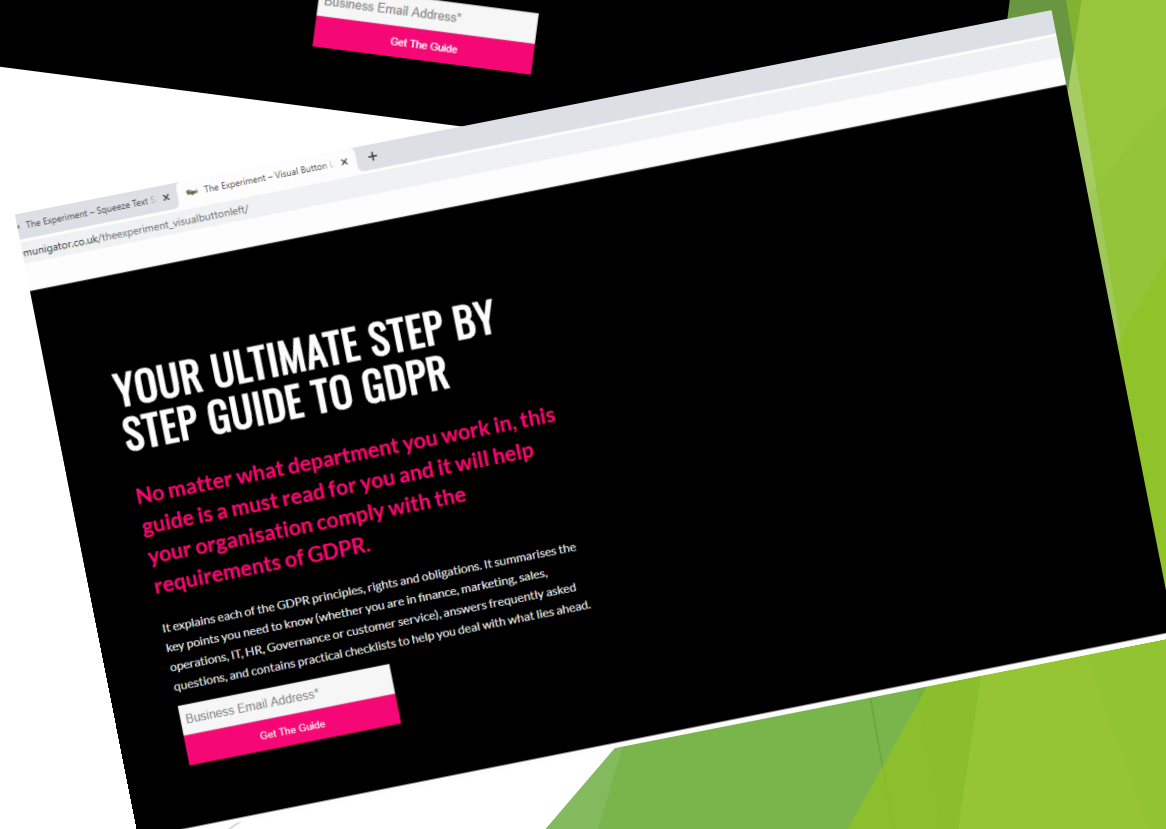 Business Email Address*
Get The Guide
The Experiment – Squeeze Text
The Experiment – Visual Button
munigator.co.uk/theexperiment_visualbuttonleft/
YOUR ULTIMATE STEP BY
STEP GUIDE TO GDPR
No matter what department you work in, this
guide is a must read for you and it will help
your organisation comply with the
requirements of GDPR.
It explains each of the GDPR principles, rights and obligations. It summarises the
key points you need to know (whether you are in finance, marketing, sales,
operations, IT, HR, Governance or customer service), answers frequently asked
questions, and contains practical checklists to help you deal with what lies ahead.
Business Email Address*
Get The Guide